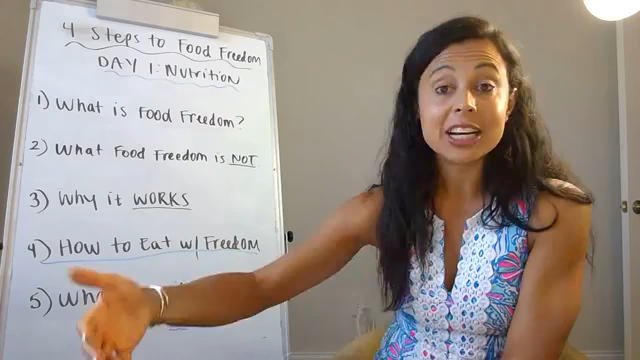 4 Steps to Food Freedom
DAY 1: Nutrition
1) What is Food Freedom?
2) What Food Freedom is NOT
3) Why it WORKS
4) How to Eat w/ Freedom
5)